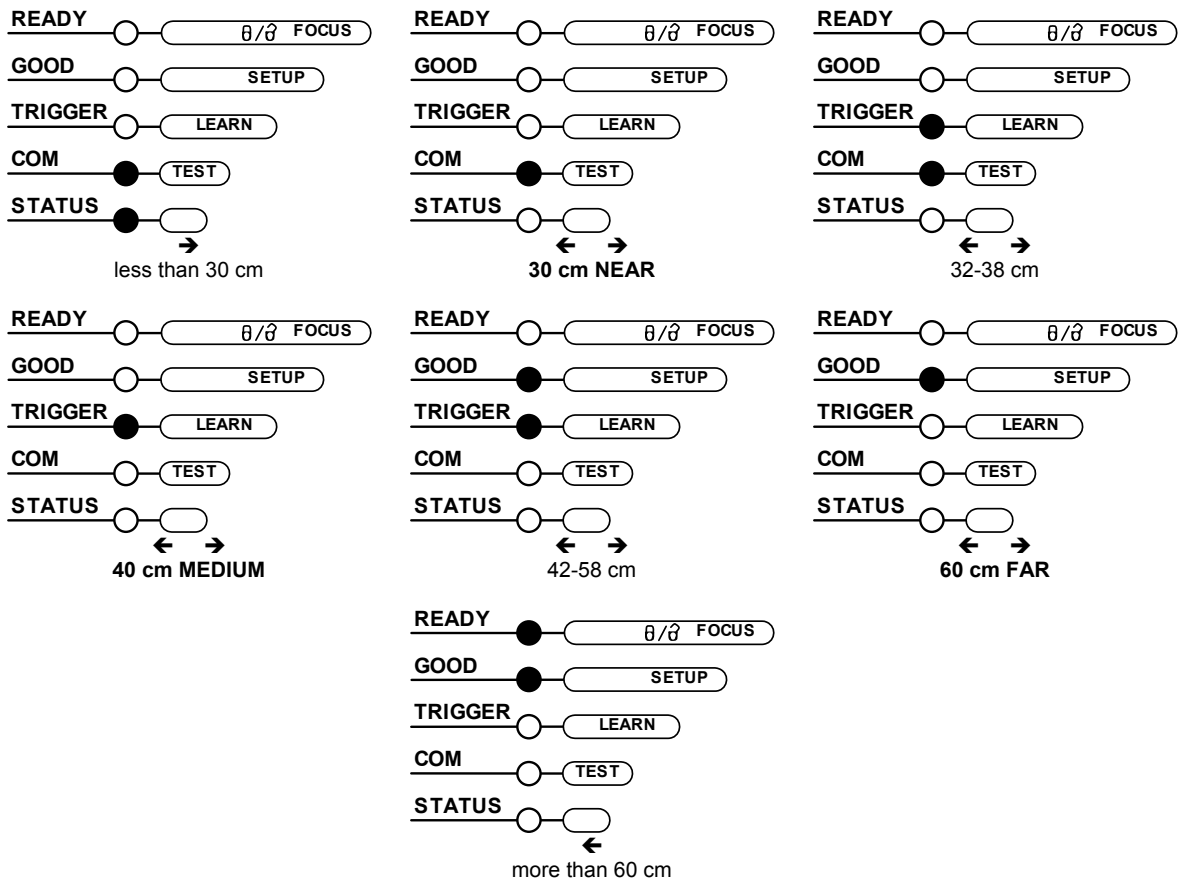 READY FOCUS
GOOD SETUP
TRIGGER LEARN
COM TEST
STATUS
less than 30 cm
READY FOCUS
GOOD SETUP
TRIGGER LEARN
COM TEST
STATUS
30 cm NEAR
READY FOCUS
GOOD SETUP
TRIGGER LEARN
COM TEST
STATUS
32-38 cm
READY FOCUS
GOOD SETUP
TRIGGER LEARN
COM TEST
STATUS
40 cm MEDIUM
READY FOCUS
GOOD SETUP
TRIGGER LEARN
COM TEST
STATUS
42-58 cm
READY FOCUS
GOOD SETUP
TRIGGER LEARN
COM TEST
STATUS
60 cm FAR
READY FOCUS
GOOD SETUP
TRIGGER LEARN
COM TEST
STATUS
more than 60 cm